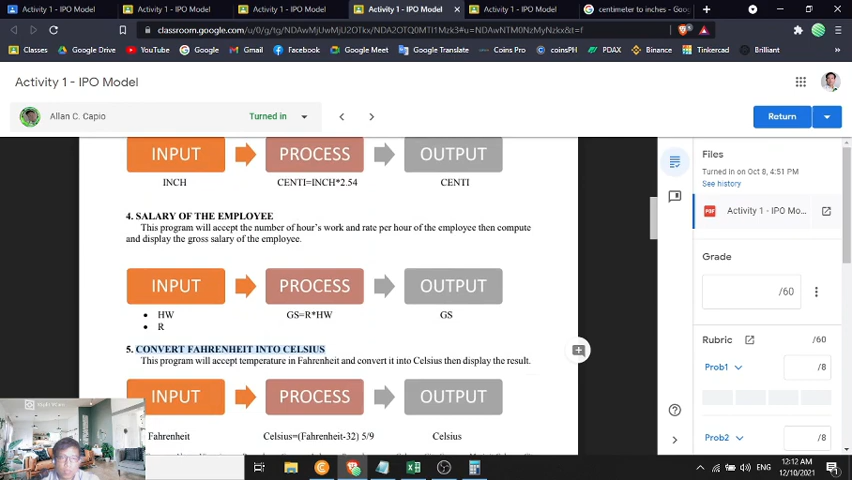 Activity 1 - IPO Model
Activity 1 - IPO Model
Activity 1 - IPO Model
Activity 1 - IPO Model
Activity 1 - IPO Model
centimeter to inches - Goo
classroom.google.com
Classes
Google Drive
YouTube
Google
Gmail
Facebook
Google Meet
Coins Pro
coinsPH
PDAX
Binance
Tinkercad
Brilliant
Activity 1 - IPO Model
Allan C. Capio
Turned in
Return
INPUT PROCESS OUTPUT
INCH CENTI=INCH*2.54 CENTI
4. SALARY OF THE EMPLOYEE
This program will accept the number of hour's work and rate per hour of the employee then compute
and display the gross salary of the employee.
INPUT PROCESS OUTPUT
• HW GS=R*HW GS
• R
5. CONVERT FAHRENHEIT INTO CELSIUS
This program will accept temperature in Fahrenheit and convert it into Celsius then display the result.
INPUT PROCESS OUTPUT
Fahrenheit Celsius=(Fahrenheit-32) 5/9 Celsius
Files
Turned in on Oct 8, 4:51 PM
See history
PDF
Activity 1 - IPO Mo...
Grade
/60
Rubric /60
Prob1 /8
Prob2 /8
ENG
12:12 AM
12/10/2021